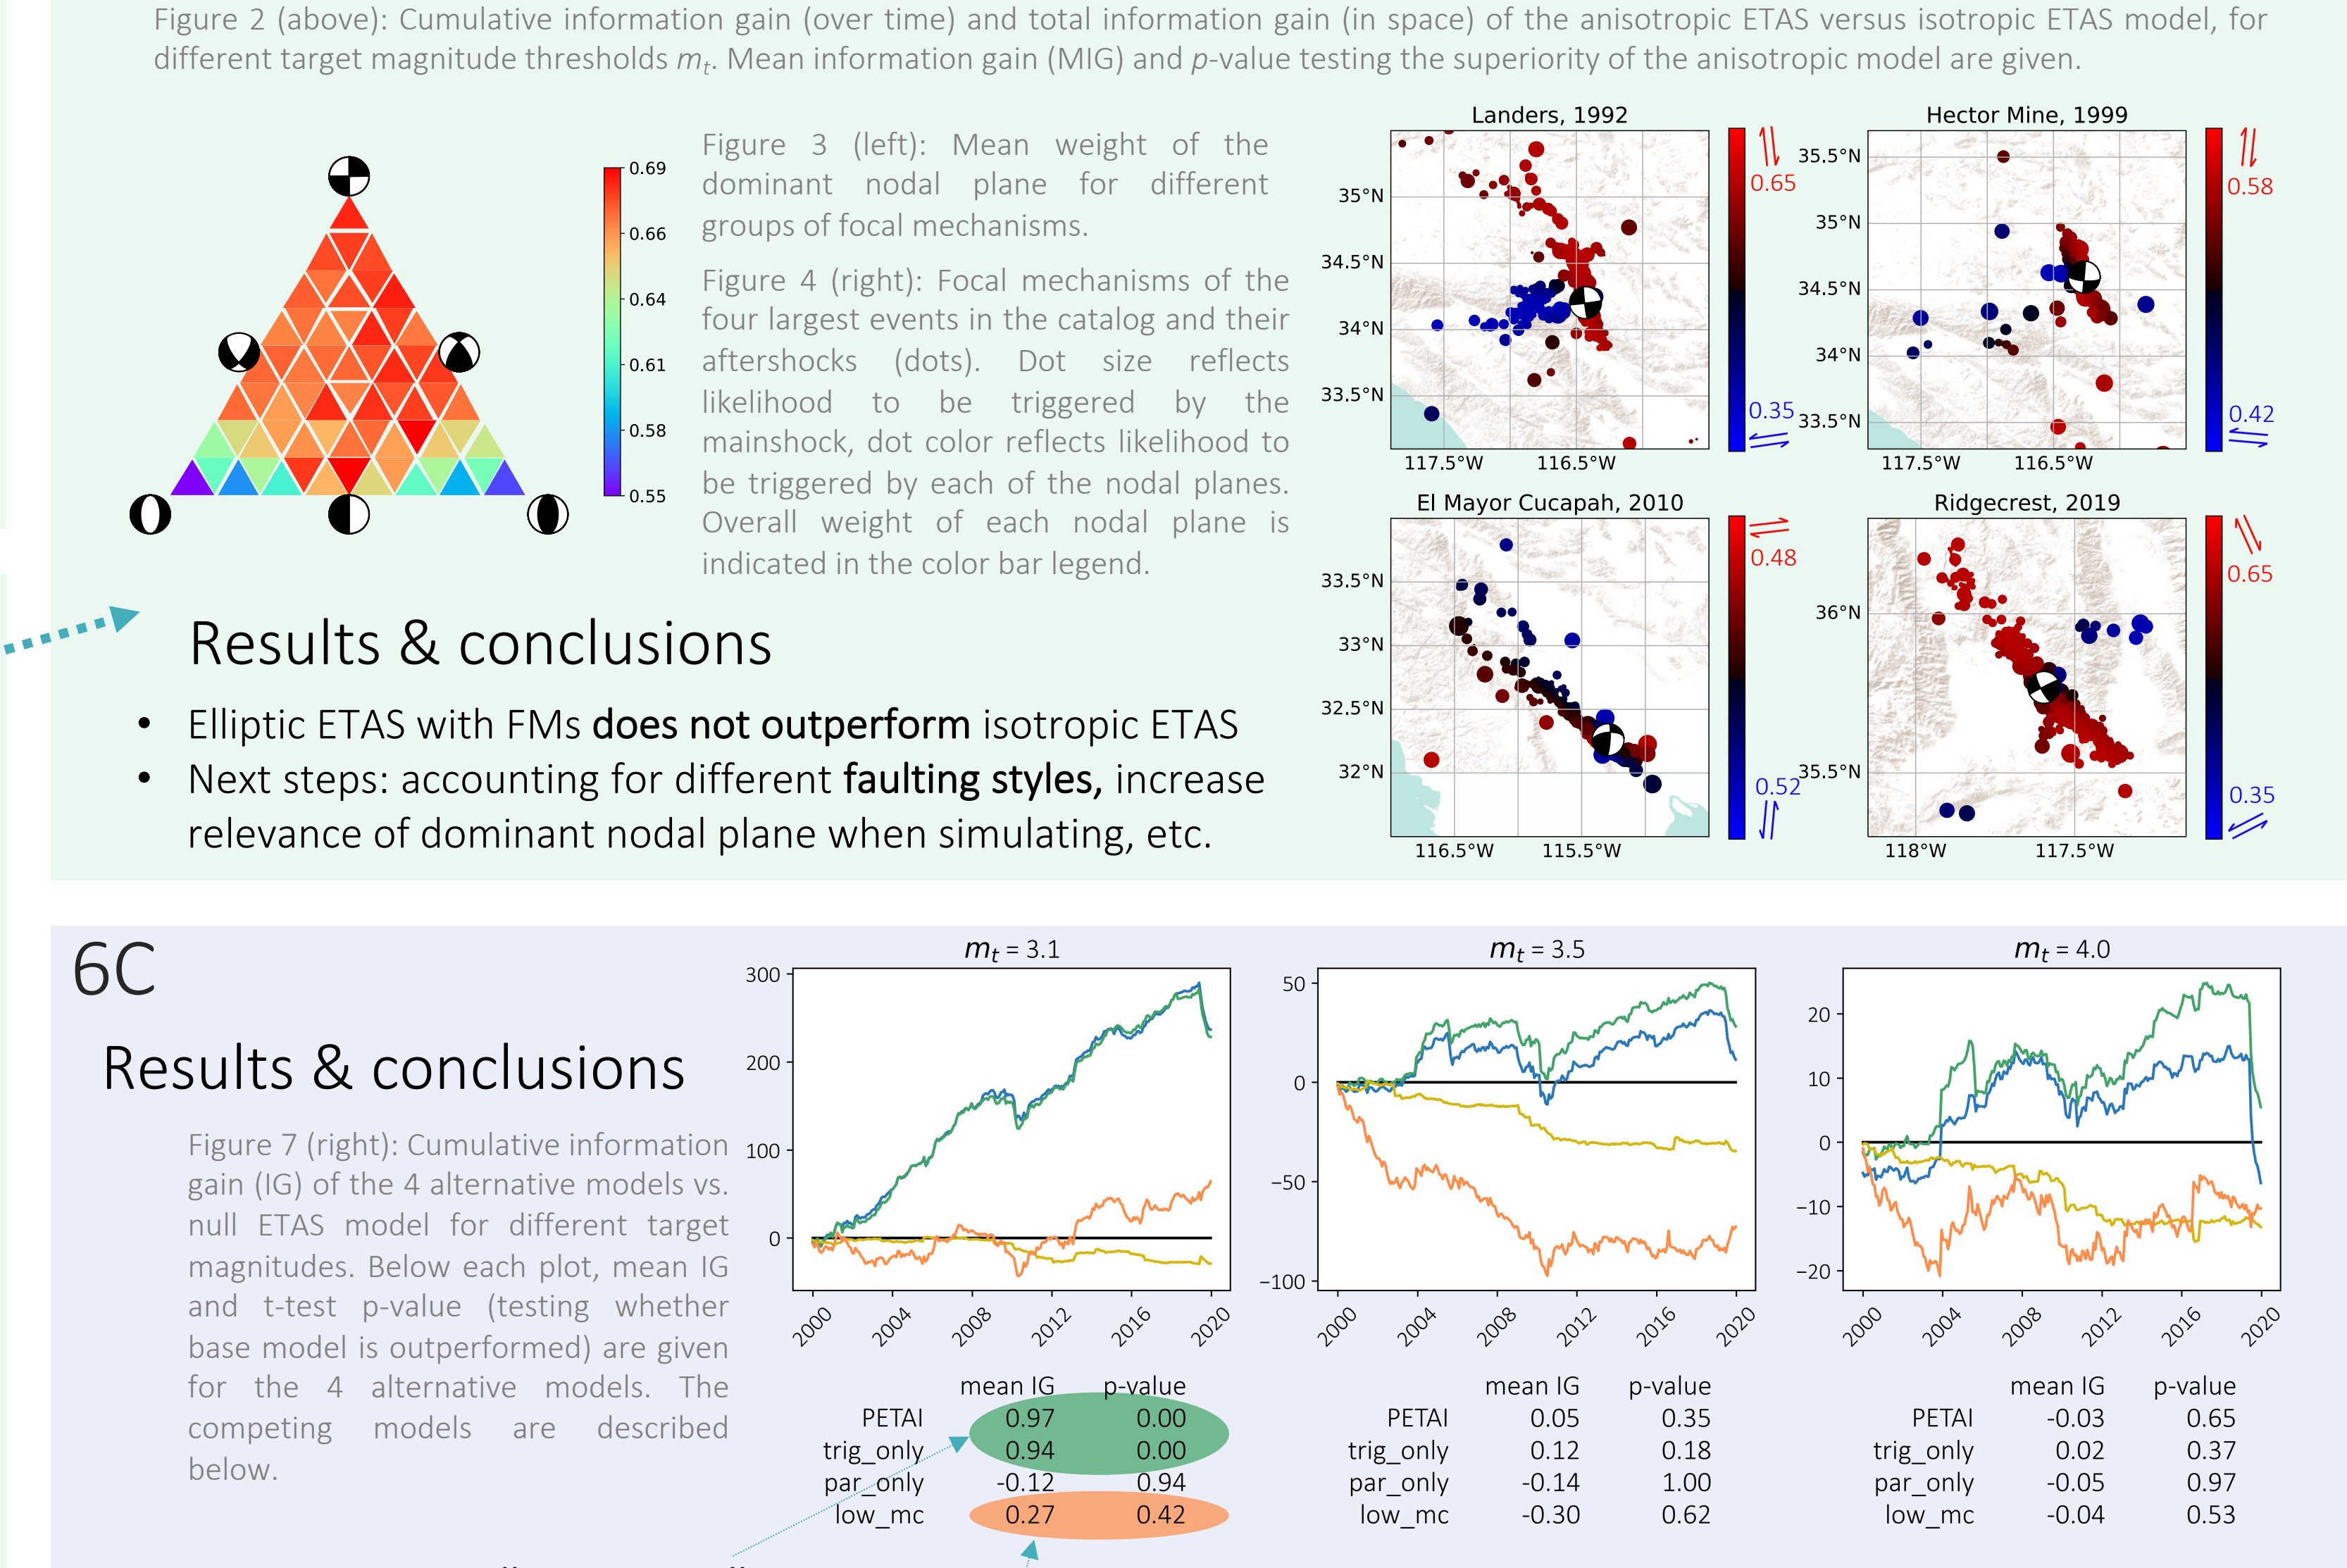 Figure 2 (above): Cumulative information gain (over time) and total information gain (in space) of the anisotropic ETAS versus isotropic ETAS model, for
different target magnitude thresholds mt. Mean information gain (MIG) and p-value testing the superiority of the anisotropic model are given.
0.69
0.66
0.64
0.61
0.58
0.55
Figure 3 (left): Mean weight of the
dominant nodal plane for different
groups of focal mechanisms.
Figure 4 (right): Focal mechanisms of the
four largest events in the catalog and their
aftershocks (dots). Dot size reflects
likelihood to be triggered by the
mainshock, dot color reflects likelihood to
be triggered by each of the nodal planes.
Overall weight of each nodal plane is
indicated in the color bar legend.
Landers, 1992
35°N
34.5°N
34°N
33.5°N
117.5°W 116.5°W
0.65
0.35
Hector Mine, 1999
35.5°N
35°N
34.5°N
34°N
33.5°N
117.5°W 116.5°W
0.58
0.42
El Mayor Cucapah, 2010
33.5°N
33°N
32.5°N
32°N
116.5°W 115.5°W
0.48
0.52
Ridgecrest, 2019
36°N
35.5°N
118°W 117.5°W
0.65
0.35
Results & conclusions
• Elliptic ETAS with FMs does not outperform isotropic ETAS
• Next steps: accounting for different faulting styles, increase
relevance of dominant nodal plane when simulating, etc.
6C
Results & conclusions
Figure 7 (right): Cumulative information
gain (IG) of the 4 alternative models vs.
null ETAS model for different target
magnitudes. Below each plot, mean IG
and t-test p-value (testing whether
base model is outperformed) are given
for the 4 alternative models. The
competing models are described
below.
mt = 3.1
300
200
100
0
2000 2004 2008 2012 2016 2020
mean IG p-value
PETAI 0.97 0.00
trig_only 0.94 0.00
par_only -0.12 0.94
low_mc 0.27 0.42
mt = 3.5
50
0
−50
−100
2000 2004 2008 2012 2016 2020
mean IG p-value
PETAI 0.05 0.35
trig_only 0.12 0.18
par_only -0.14 1.00
low_mc -0.30 0.62
mt = 4.0
20
10
0
−10
−20
2000 2004 2008 2012 2016 2020
mean IG p-value
PETAI -0.03 0.65
trig_only 0.02 0.37
par_only -0.05 0.97
low_mc -0.04 0.53